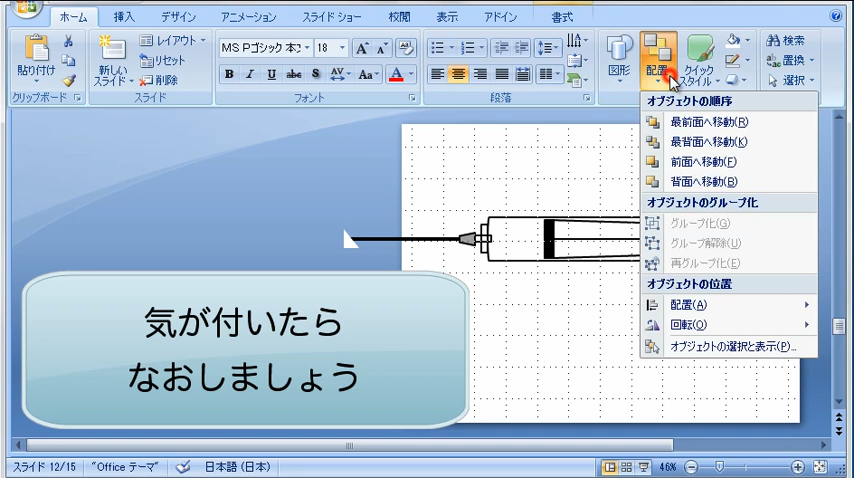 ホーム 挿入 デザイン アニメーション スライド ショー 校閲 表示 アドイン 書式
貼り付け
クリップボード
新しい
スライド
レイアウト
リセット
削除
スライド
MS Pゴシック 本文 18
B I U abc S AV Aa A
フォント
段落
図形
配置
クイック
スタイル
検索
置換
選択
オブジェクトの順序
最前面へ移動(R)
最背面へ移動(K)
前面へ移動(F)
背面へ移動(B)
オブジェクトのグループ化
グループ化(G)
グループ解除(U)
再グループ化(E)
オブジェクトの位置
配置(A)
回転(O)
オブジェクトの選択と表示(P)...
気が付いたら
なおしましょう
スライド 12/15 "Office テーマ" 日本語 (日本) 46%